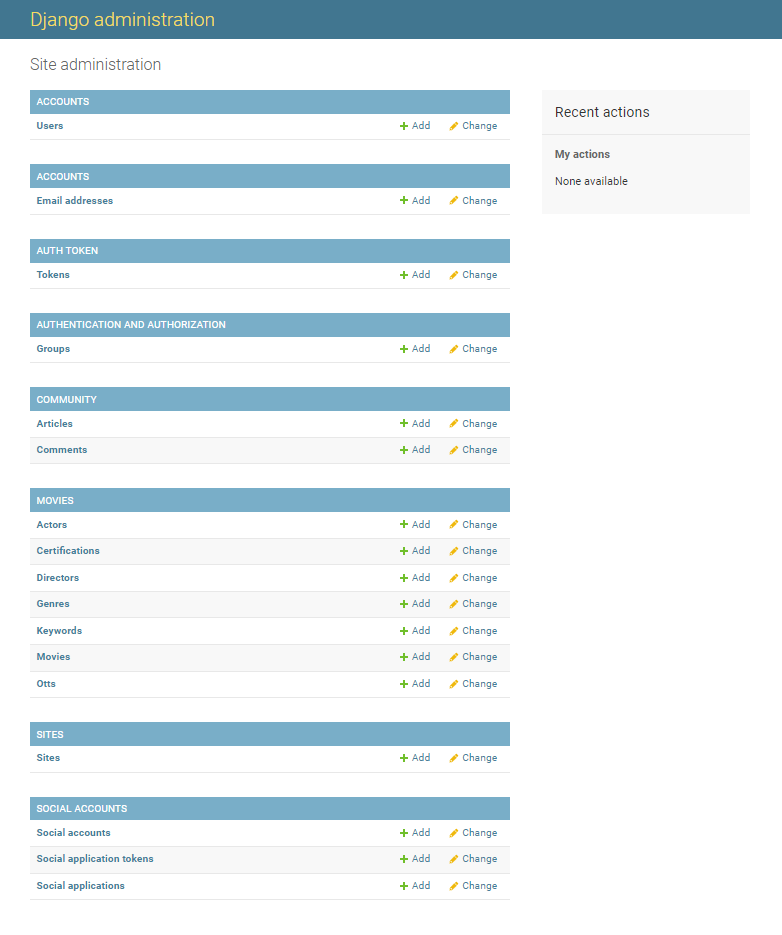 Django administration
Site administration
ACCOUNTS
Users Add Change
ACCOUNTS
Email addresses Add Change
AUTH TOKEN
Tokens Add Change
AUTHENTICATION AND AUTHORIZATION
Groups Add Change
COMMUNITY
Articles Add Change
Comments Add Change
MOVIES
Actors Add Change
Certifications Add Change
Directors Add Change
Genres Add Change
Keywords Add Change
Movies Add Change
Otts Add Change
SITES
Sites Add Change
SOCIAL ACCOUNTS
Social accounts Add Change
Social application tokens Add Change
Social applications Add Change
Recent actions
My actions
None available